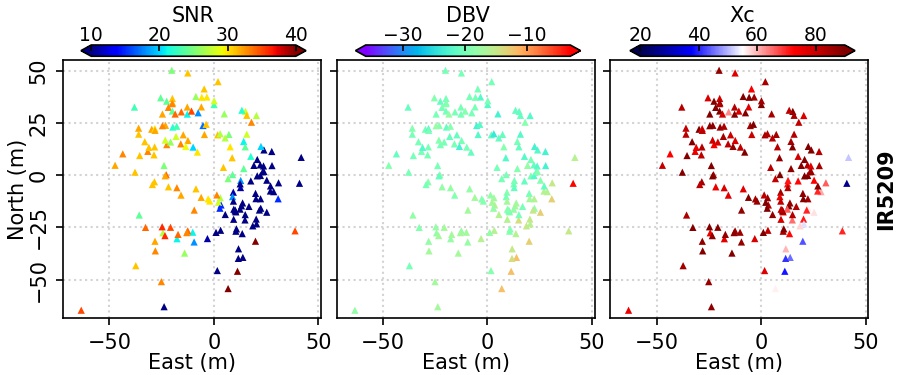 SNR
10 20 30 40
DBV
−30 −20 −10
Xc
20 40 60 80
North (m)
50
25
0
−25
−50
−50 0 50
East (m)
−50 0 50
East (m)
−50 0 50
East (m)
IR5209